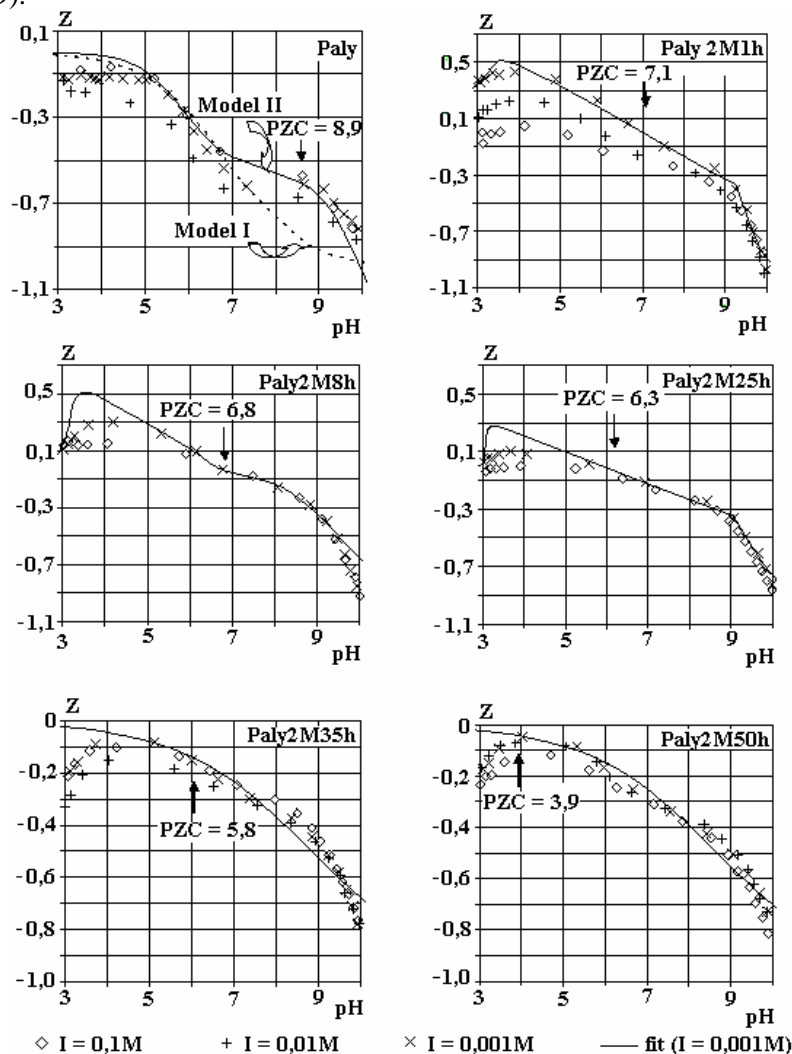 Z
0,1
Paly
-0,3
Model II
PZC = 8,9
-0,7
Model I
-1,1
3 5 7 9
pH
Z
0,5
Paly 2M1h
PZC = 7,1
0,1
-0,3
-0,7
-1,1
3 5 7 9
pH
Z
0,5
Paly2M8h
PZC = 6,8
0,1
-0,3
-0,7
-1,1
3 5 7 9
pH
Z
0,5
Paly2M25h
PZC = 6,3
0,1
-0,3
-0,7
-1,1
3 5 7 9
pH
Z
0
Paly2M35h
-0,2
-0,4
PZC = 5,8
-0,6
-0,8
-1,0
3 5 7 9
pH
Z
0
Paly2M50h
-0,2
PZC = 3,9
-0,4
-0,6
-0,8
-1,0
3 5 7 9
pH
I = 0,1M + I = 0,01M × I = 0,001M — fit (I = 0,001M)